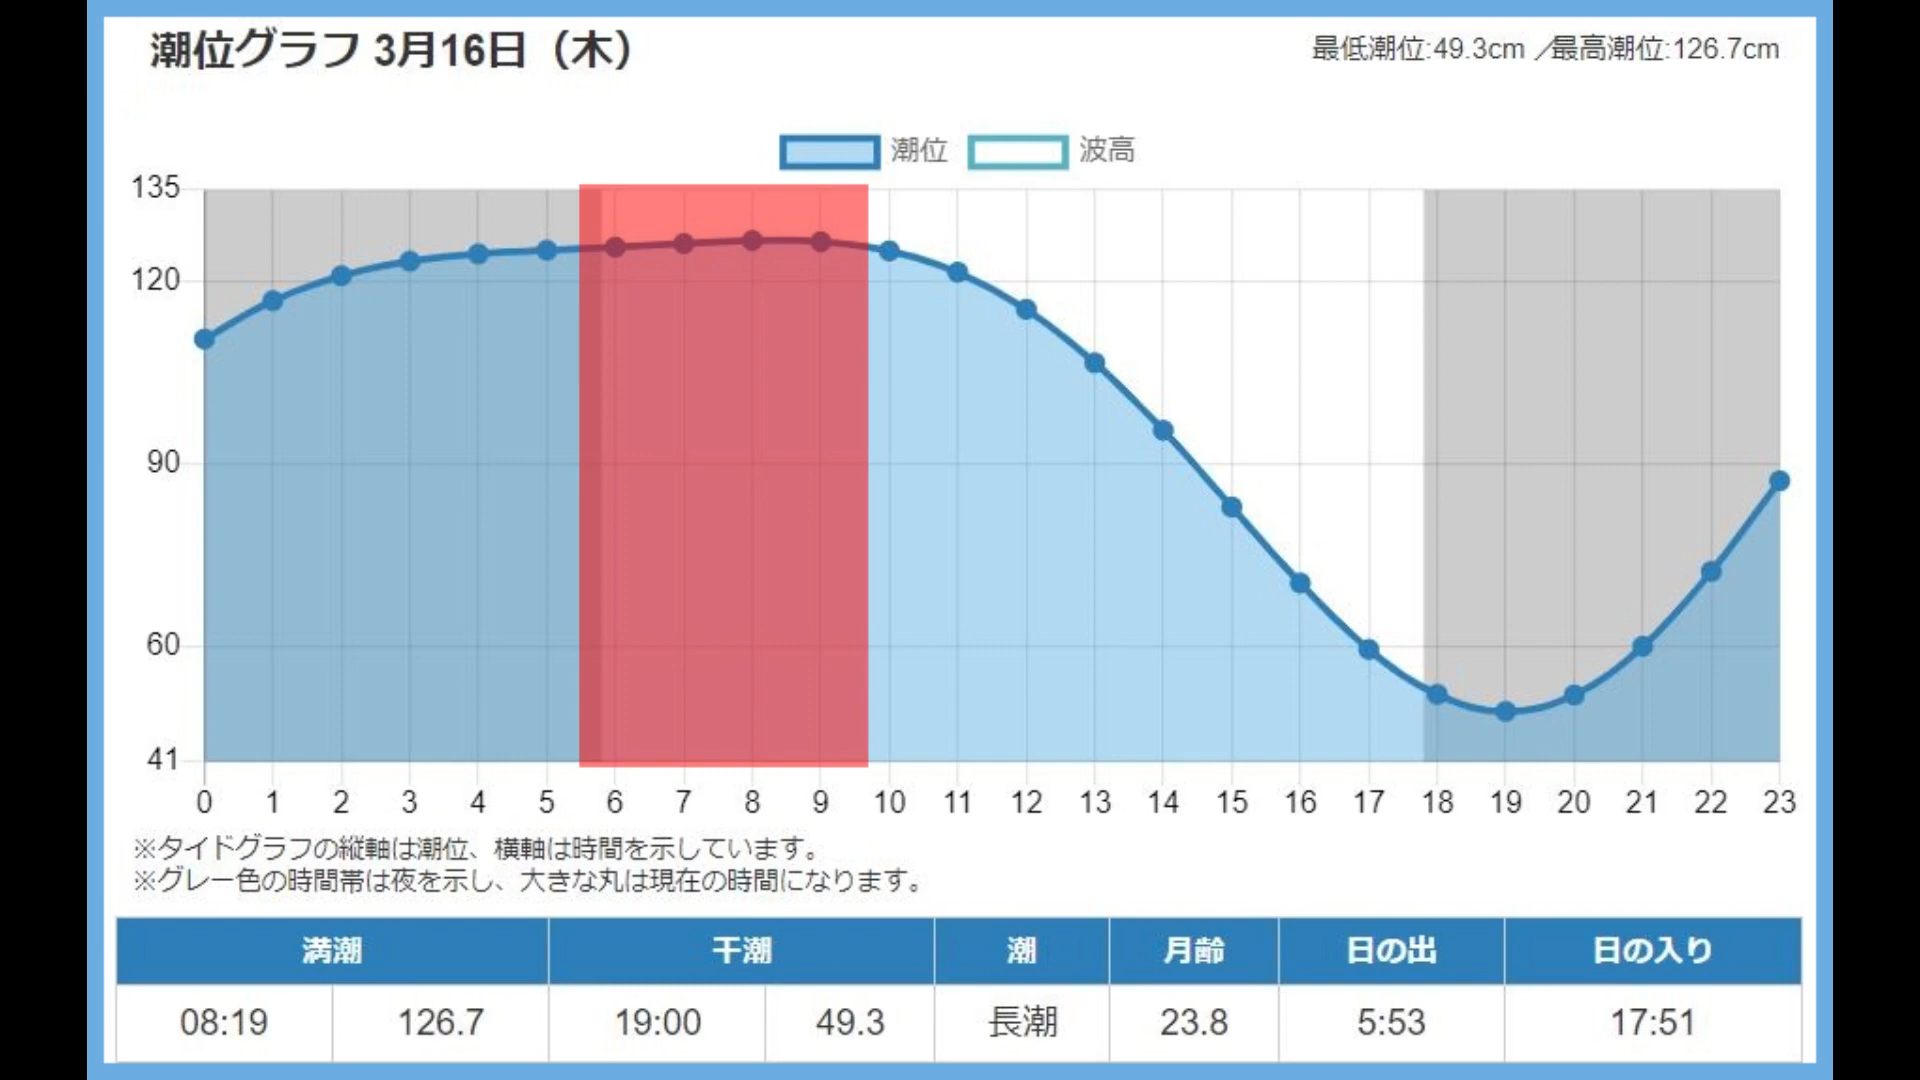 潮位グラフ 3月16日（木）
最低潮位:49.3cm ／最高潮位:126.7cm
潮位 波高
135
120
90
60
41
0 1 2 3 4 5 6 7 8 9 10 11 12 13 14 15 16 17 18 19 20 21 22 23
※タイドグラフの縦軸は潮位、横軸は時間を示しています。
※グレー色の時間帯は夜を示し、大きな丸は現在の時間になります。
満潮 干潮 潮 月齢 日の出 日の入り
08:19 126.7 19:00 49.3 長潮 23.8 5:53 17:51